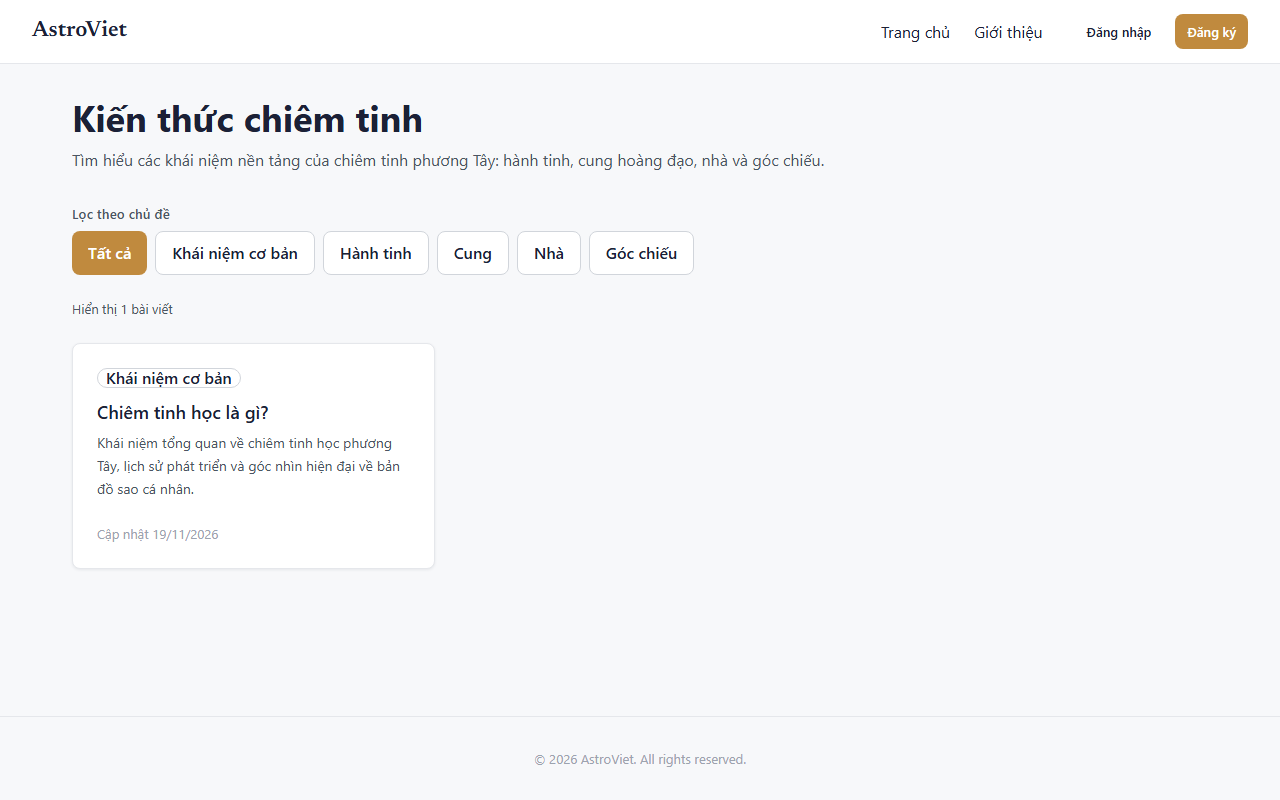 AstroViet
Trang chủ
Giới thiệu
Đăng nhập
Đăng ký
Kiến thức chiêm tinh
Tìm hiểu các khái niệm nền tảng của chiêm tinh phương Tây: hành tinh, cung hoàng đạo, nhà và góc chiếu.
Lọc theo chủ đề
Tất cả
Khái niệm cơ bản
Hành tinh
Cung
Nhà
Góc chiếu
Hiển thị 1 bài viết
Khái niệm cơ bản
Chiêm tinh học là gì?
Khái niệm tổng quan về chiêm tinh học phương
Tây, lịch sử phát triển và góc nhìn hiện đại về bản
đồ sao cá nhân.
Cập nhật 19/11/2026
© 2026 AstroViet. All rights reserved.